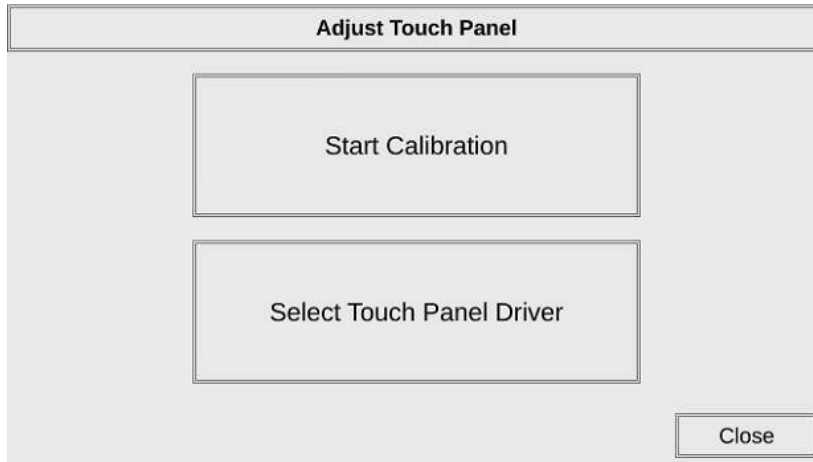 Adjust Touch Panel
Start Calibration
Select Touch Panel Driver
Close